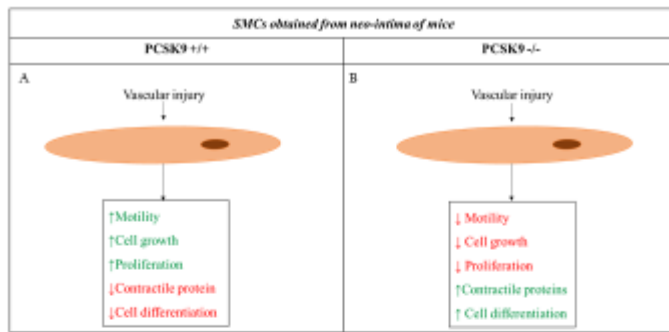 SMCs obtained from neo-intima of mice
PCSK9 +/+
PCSK9 -/-
A
Vascular injury
↑Motility
↑Cell growth
↑Proliferation
↓Contractile protein
↓Cell differentiation
B
Vascular injury
↓ Motility
↓ Cell growth
↓ Proliferation
↑Contractile proteins
↑ Cell differentiation